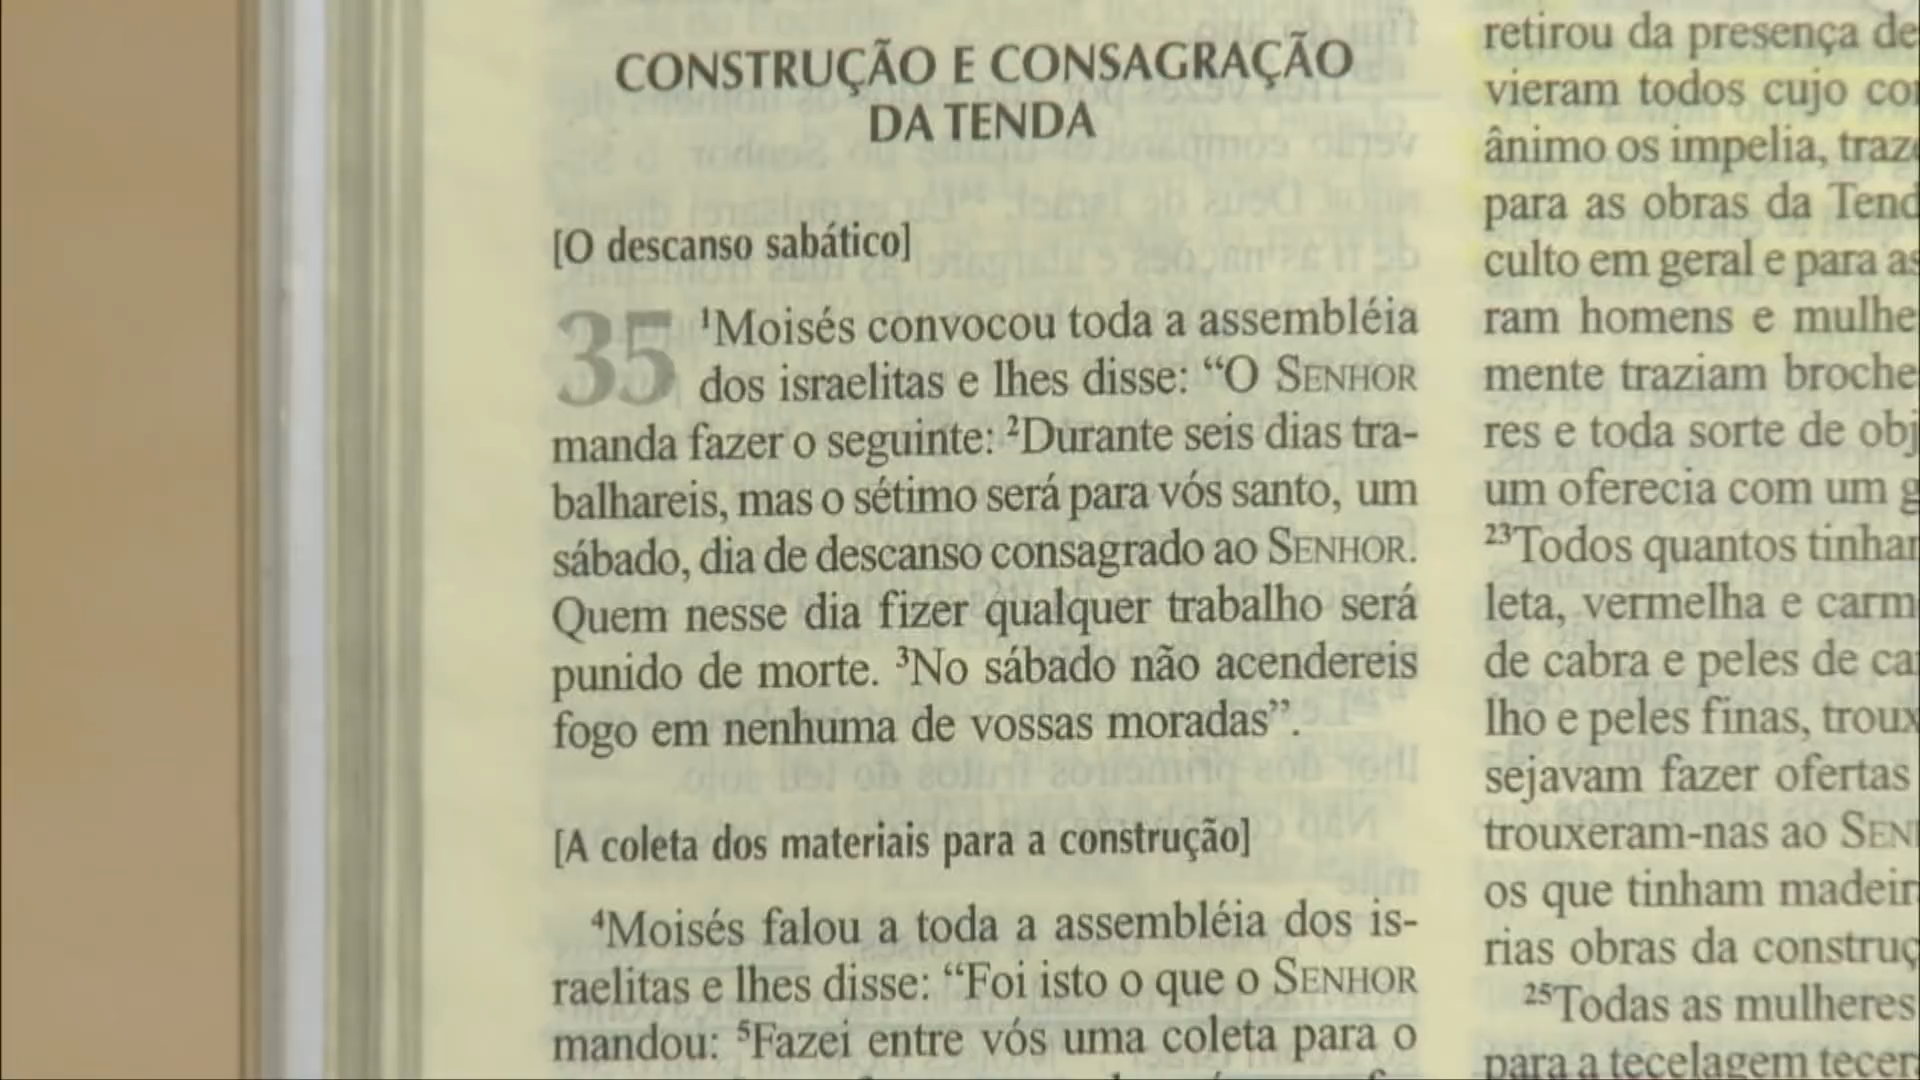 CONSTRUÇÃO E CONSAGRAÇÃO
DA TENDA
[O descanso sabático]
35 ¹Moisés convocou toda a assembléia
dos israelitas e lhes disse: “O SENHOR
manda fazer o seguinte: ²Durante seis dias tra-
balhareis, mas o sétimo será para vós santo, um
sábado, dia de descanso consagrado ao SENHOR.
Quem nesse dia fizer qualquer trabalho será
punido de morte. ³No sábado não acendereis
fogo em nenhuma de vossas moradas”.
[A coleta dos materiais para a construção]
⁴Moisés falou a toda a assembléia dos is-
raelitas e lhes disse: “Foi isto o que o SENHOR
mandou: ⁵Fazei entre vós uma coleta para o
retirou da presença de
vieram todos cujo
ânimo os impelia,
para as obras da
culto em geral e para
ram homens e
mente traziam
res e toda sorte de
um oferecia com um
²³Todos quantos
leta, vermelha e
de cabra e peles de
lho e peles finas,
sejavam fazer ofertas
trouxeram-nas ao
os que tinham
rias obras da
²⁵Todas as mulheres
para a tecelagem